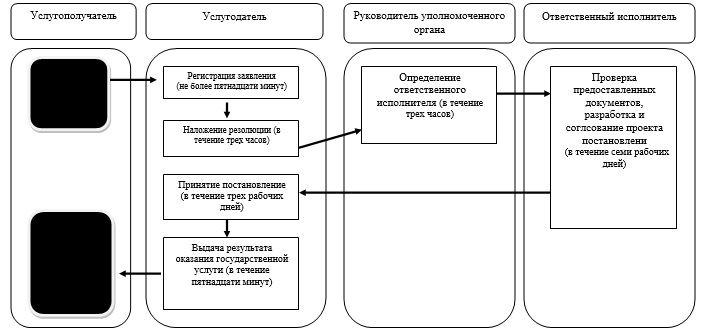 Услугополучатель
Услугодатель
Руководитель уполномоченного
органа
Ответственный исполнитель
Регистрация заявления
(не более пятнадцати минут)
Наложение резолюции (в
течение трех часов)
Определение
ответственного
исполнителя (в течение
трех часов)
Проверка
предоставленных
документов,
разработка и
соглсование проекта
постановлени
(в течение семи рабочих
дней)
Принятие постановление
(в течение трех рабочих
дней)
Выдача результата
оказания государственной
услуги (в течение
пятнадцати минут)